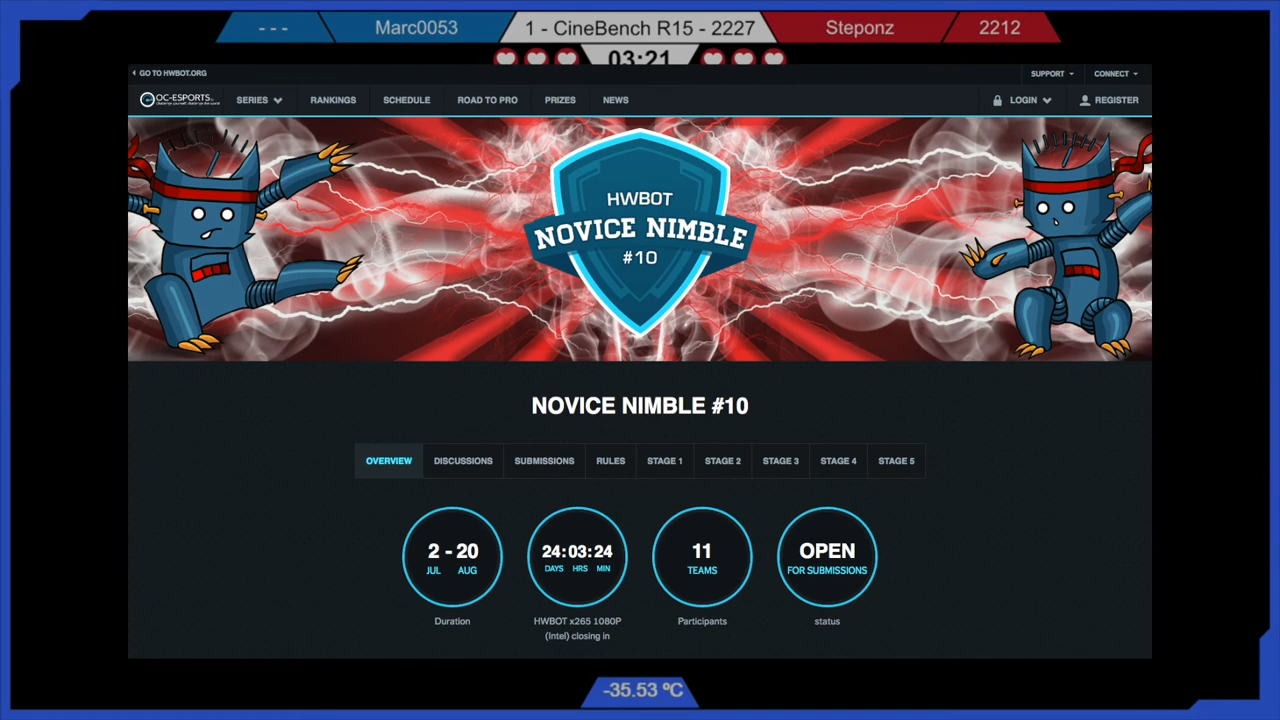 - - -
Marc0053
1 - CineBench R15 - 2227
Steponz
2212
03:21
GO TO HWBOT.ORG
SUPPORT
CONNECT
OC-ESPORTS
SERIES
RANKINGS
SCHEDULE
ROAD TO PRO
PRIZES
NEWS
LOGIN
REGISTER
HWBOT
NOVICE NIMBLE
#10
NOVICE NIMBLE #10
OVERVIEW
DISCUSSIONS
SUBMISSIONS
RULES
STAGE 1
STAGE 2
STAGE 3
STAGE 4
STAGE 5
2 - 20
JUL AUG
Duration
24:03:24
DAYS HRS MIN
HWBOT x265 1080P
(Intel) closing in
11
TEAMS
Participants
OPEN
FOR SUBMISSIONS
status
-35.53 ºC